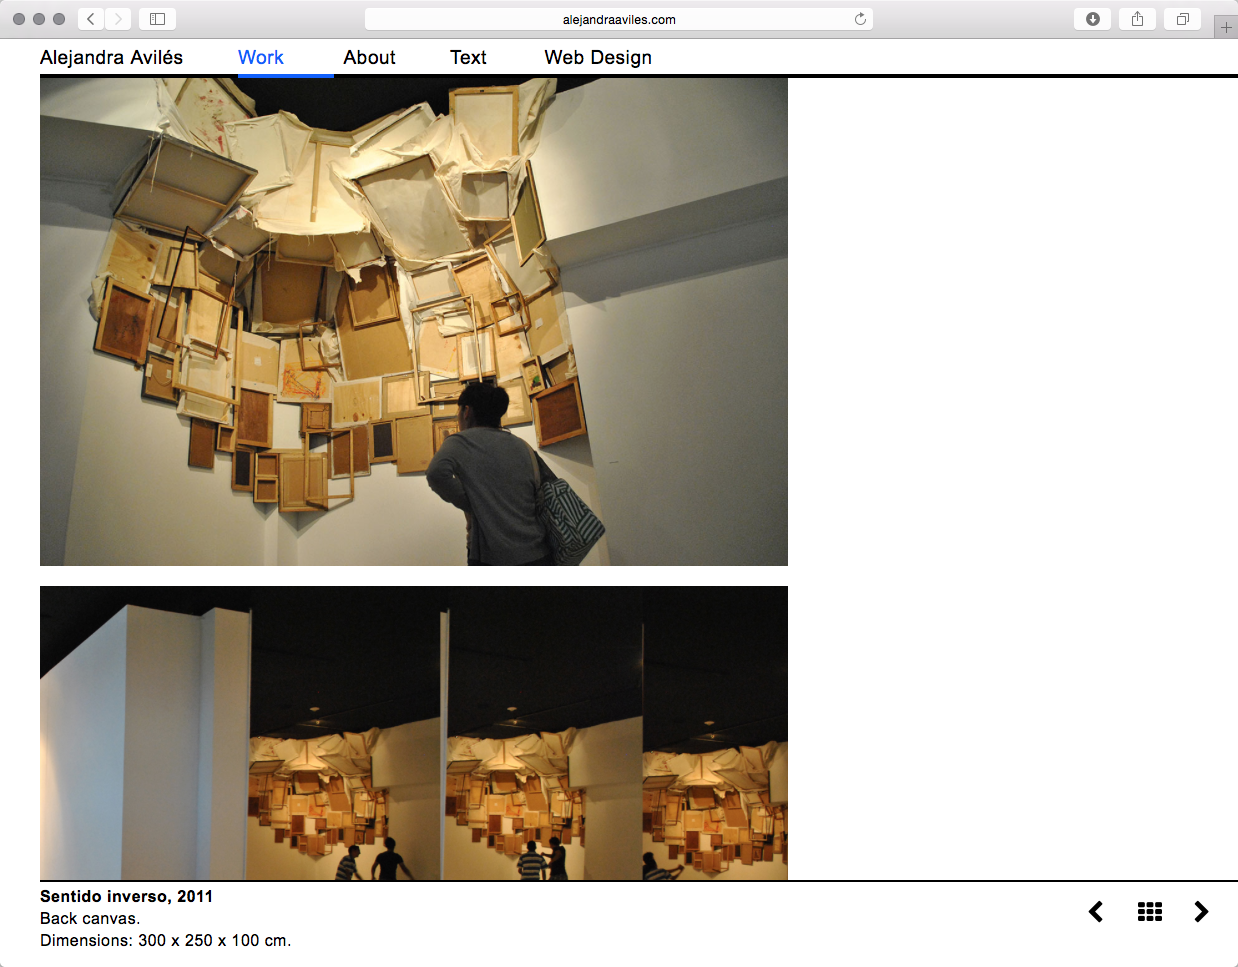 alejandraaviles.com
Alejandra Avilés Work About Text Web Design
Sentido inverso, 2011
Back canvas.
Dimensions: 300 x 250 x 100 cm.